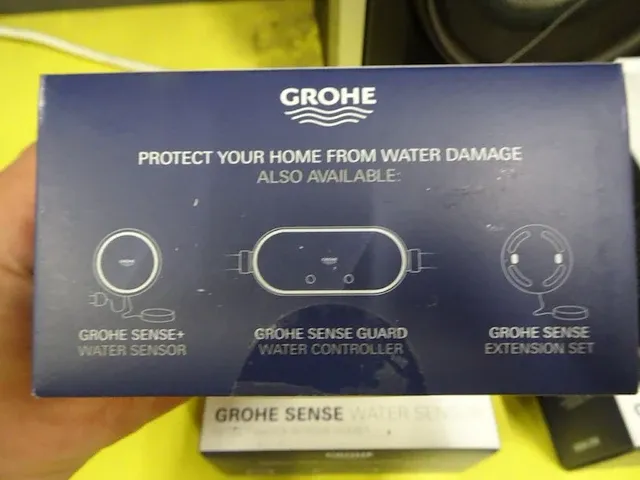 GROHE
PROTECT YOUR HOME FROM WATER DAMAGE
ALSO AVAILABLE:
GROHE SENSE+
WATER SENSOR
GROHE SENSE GUARD
WATER CONTROLLER
GROHE SENSE
EXTENSION SET
GROHE SENSE WATER
GROHE